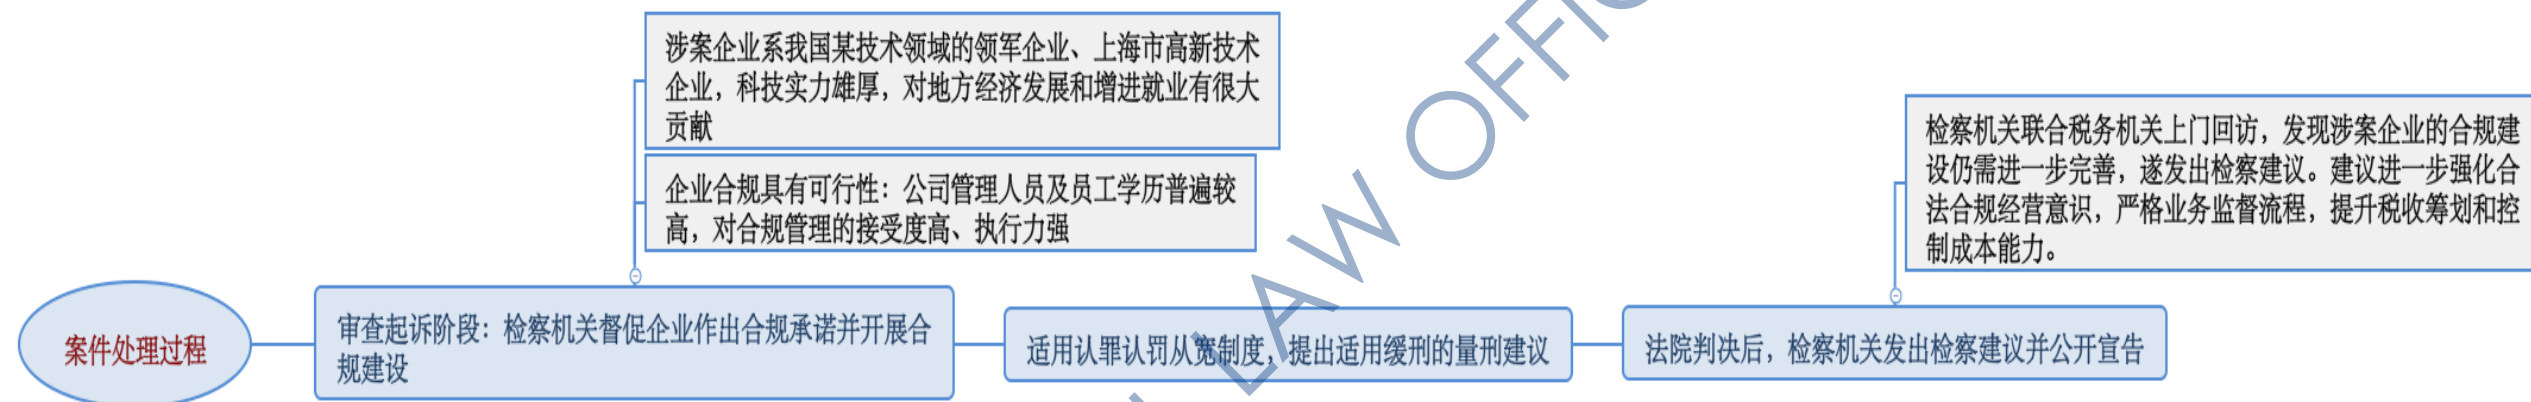 涉案企业系我国某技术领域的领军企业、上海市高新技术
企业，科技实力雄厚，对地方经济发展和增进就业有很大
贡献
企业合规具有可行性：公司管理人员及员工学历普遍较
高，对合规管理的接受度高、执行力强
检察机关联合税务机关上门回访，发现涉案企业的合规建
设仍需进一步完善，遂发出检察建议。建议进一步强化合
法合规经营意识，严格业务监督流程，提升税收筹划和控
制成本能力。
案件处理过程
审查起诉阶段：检察机关督促企业作出合规承诺并开展合
规建设
适用认罪认罚从宽制度，提出适用缓刑的量刑建议
法院判决后，检察机关发出检察建议并公开宣告
LAW